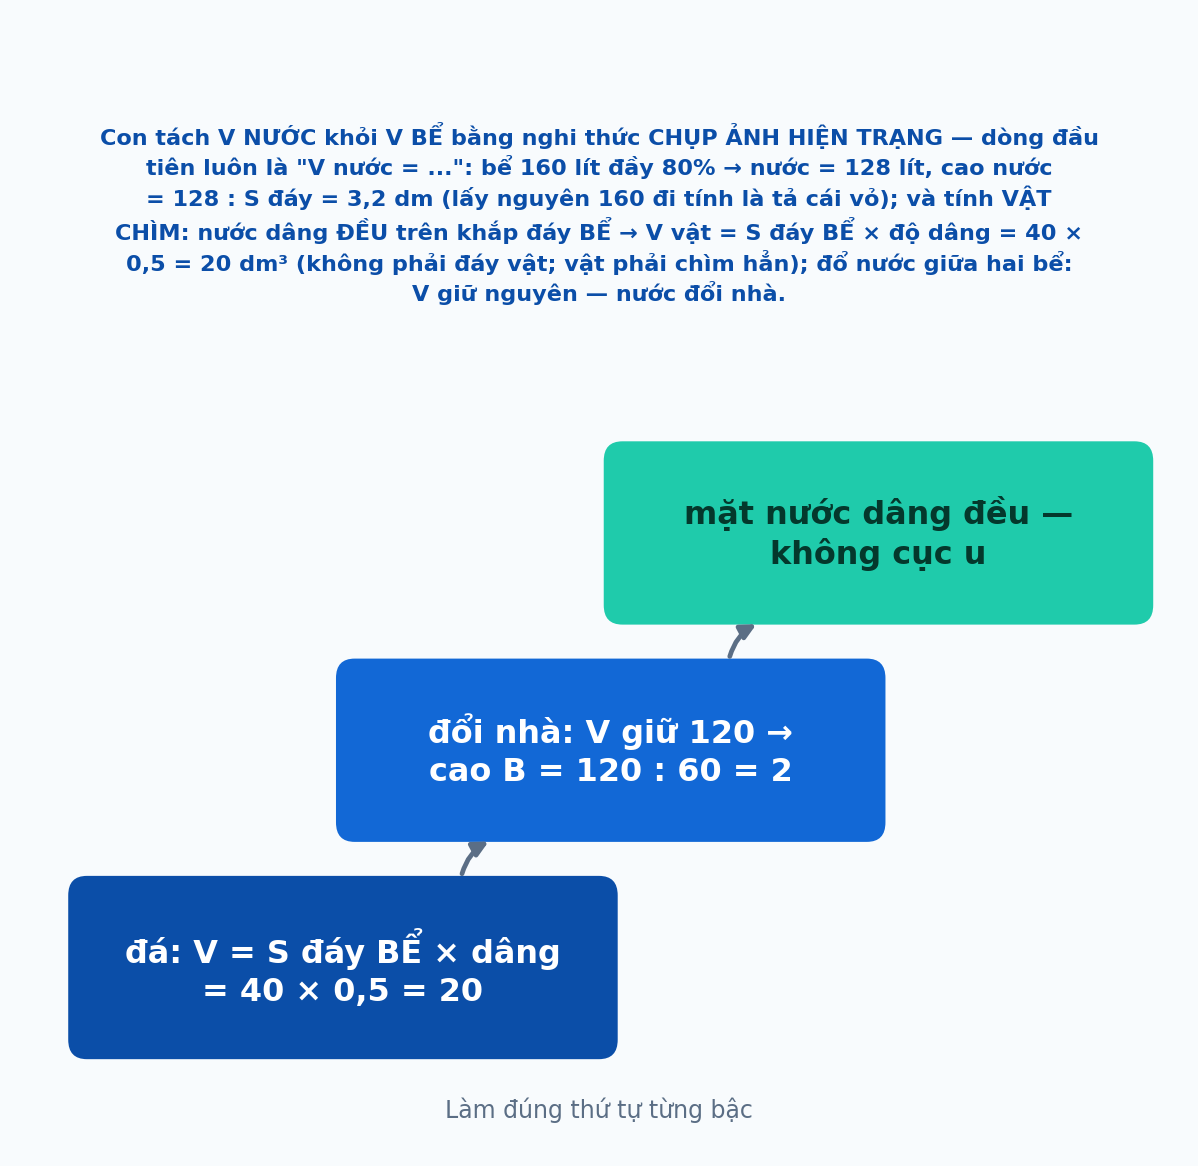 Con tách V NƯỚC khỏi V BỂ bằng nghi thức CHỤP ẢNH HIỆN TRẠNG — dòng đầu
tiên luôn là "V nước = ...": bể 160 lít đầy 80% → nước = 128 lít, cao nước
= 128 : S đáy = 3,2 dm (lấy nguyên 160 đi tính là tả cái vỏ); và tính VẬT
CHÌM: nước dâng ĐỀU trên khắp đáy BỂ → V vật = S đáy BỂ × độ dâng = 40 ×
0,5 = 20 dm³ (không phải đáy vật; vật phải chìm hẳn); đổ nước giữa hai bể:
V giữ nguyên — nước đổi nhà.
mặt nước dâng đều —
không cục u
đổi nhà: V giữ 120 →
cao B = 120 : 60 = 2
đá: V = S đáy BỂ × dâng
= 40 × 0,5 = 20
Làm đúng thứ tự từng bậc